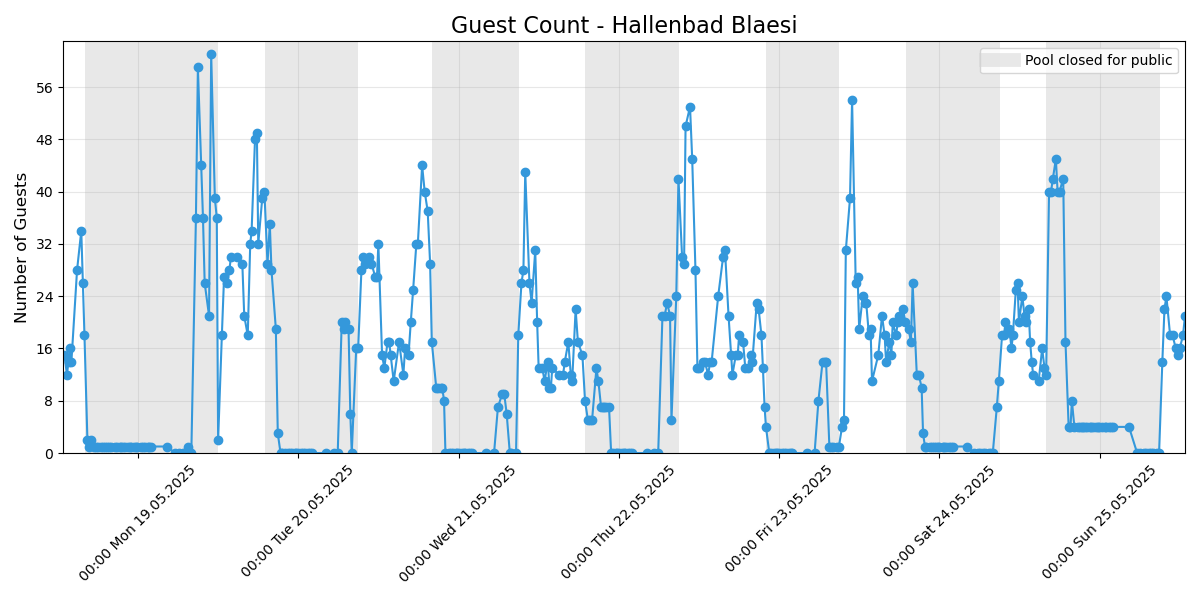 Guest Count - Hallenbad Blaesi
Pool closed for public
Number of Guests
56
48
40
32
24
16
8
0
00:00 Mon 19.05.2025
00:00 Tue 20.05.2025
00:00 Wed 21.05.2025
00:00 Thu 22.05.2025
00:00 Fri 23.05.2025
00:00 Sat 24.05.2025
00:00 Sun 25.05.2025